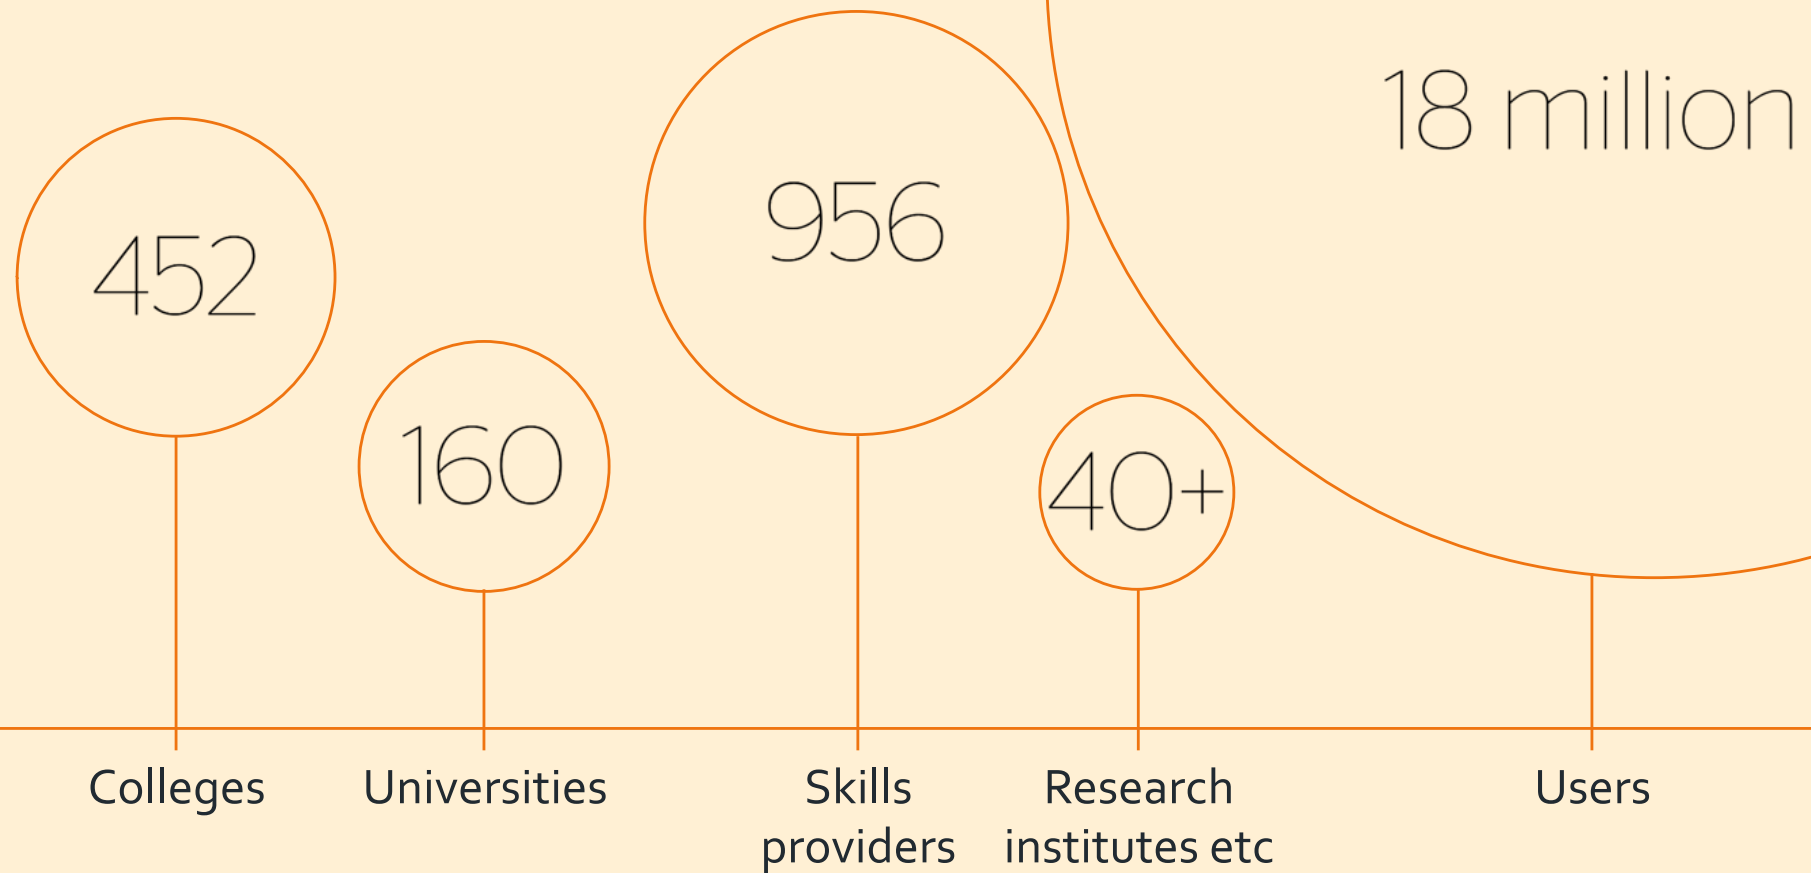 452
160
956
40+
18 million
Colleges
Universities
Skills
providers
Research
institutes etc
Users